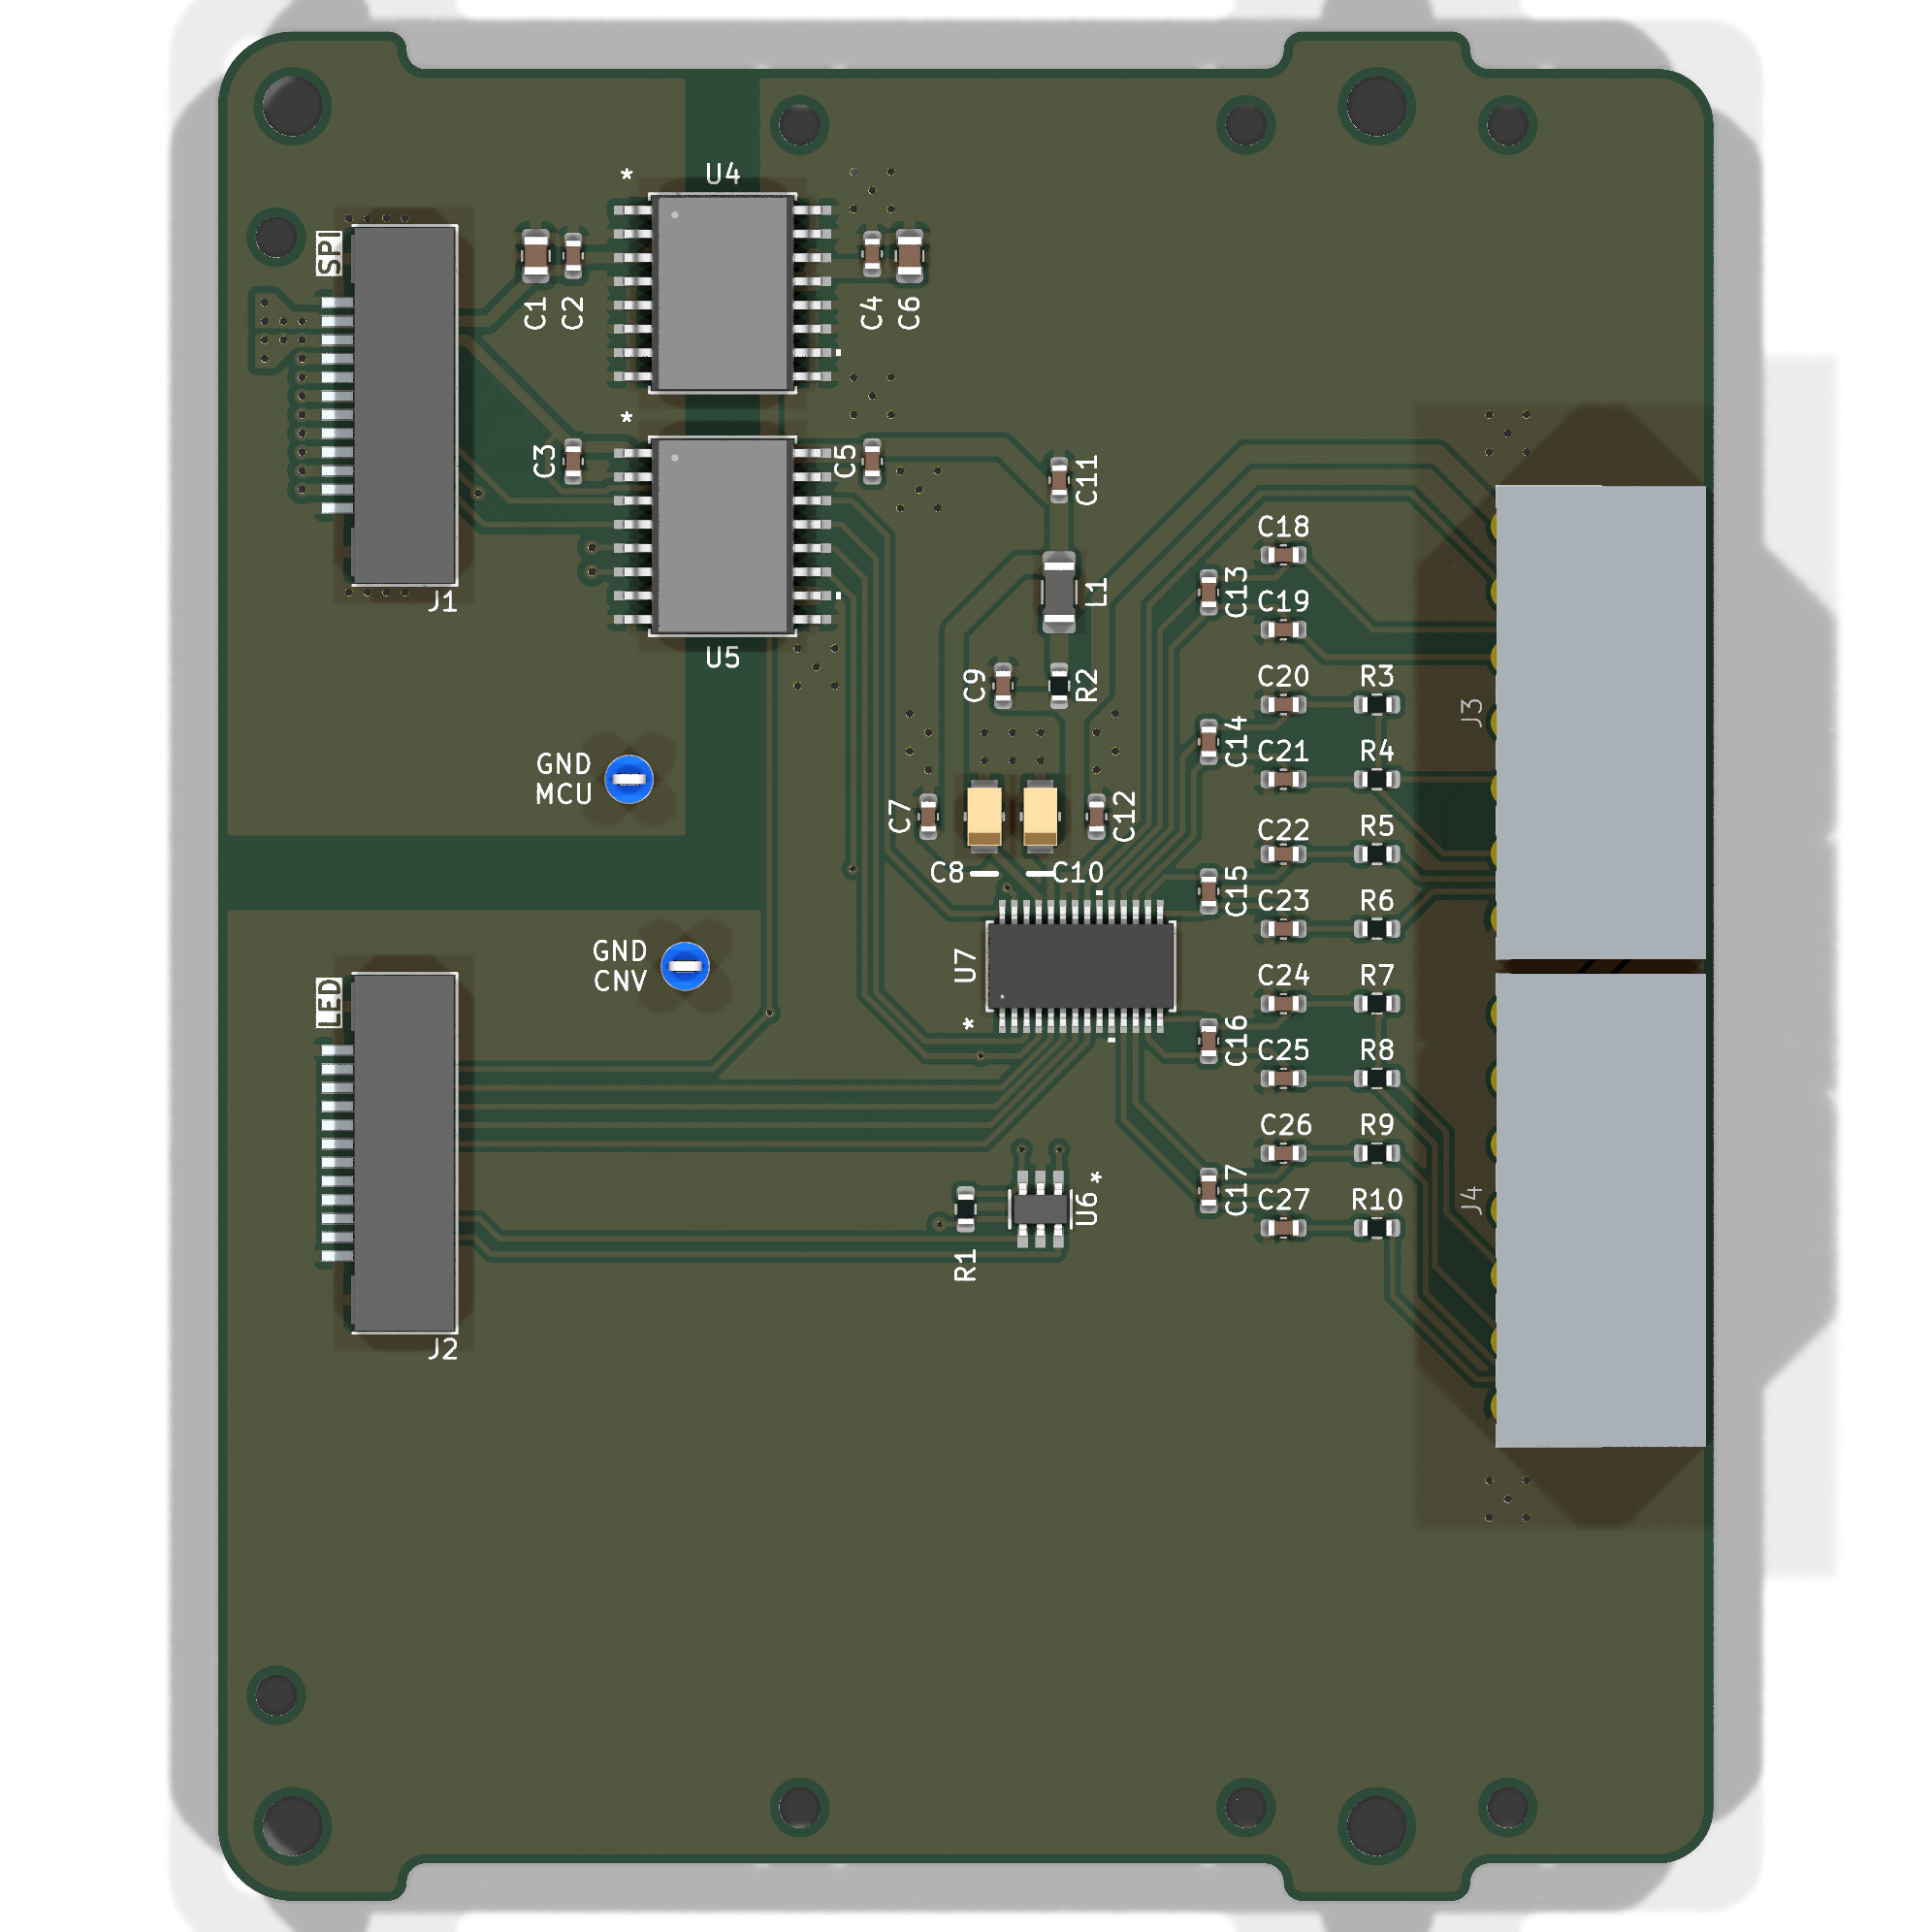 * U4
SPI
C1 C2 C4 C6
*
C3 C5 C11
C18
C13
L1
C19
J1
U5
C9 R2
C20 R3
J3
C14
C21 R4
GND
MCU
C7 C12
C22 R5
C8 C10
C15
C23 R6
GND
CNV
U7
C24 R7
LED
*
C16
C25 R8
C26 R9
*
C17
U6
C27 R10
J4
R1
J2